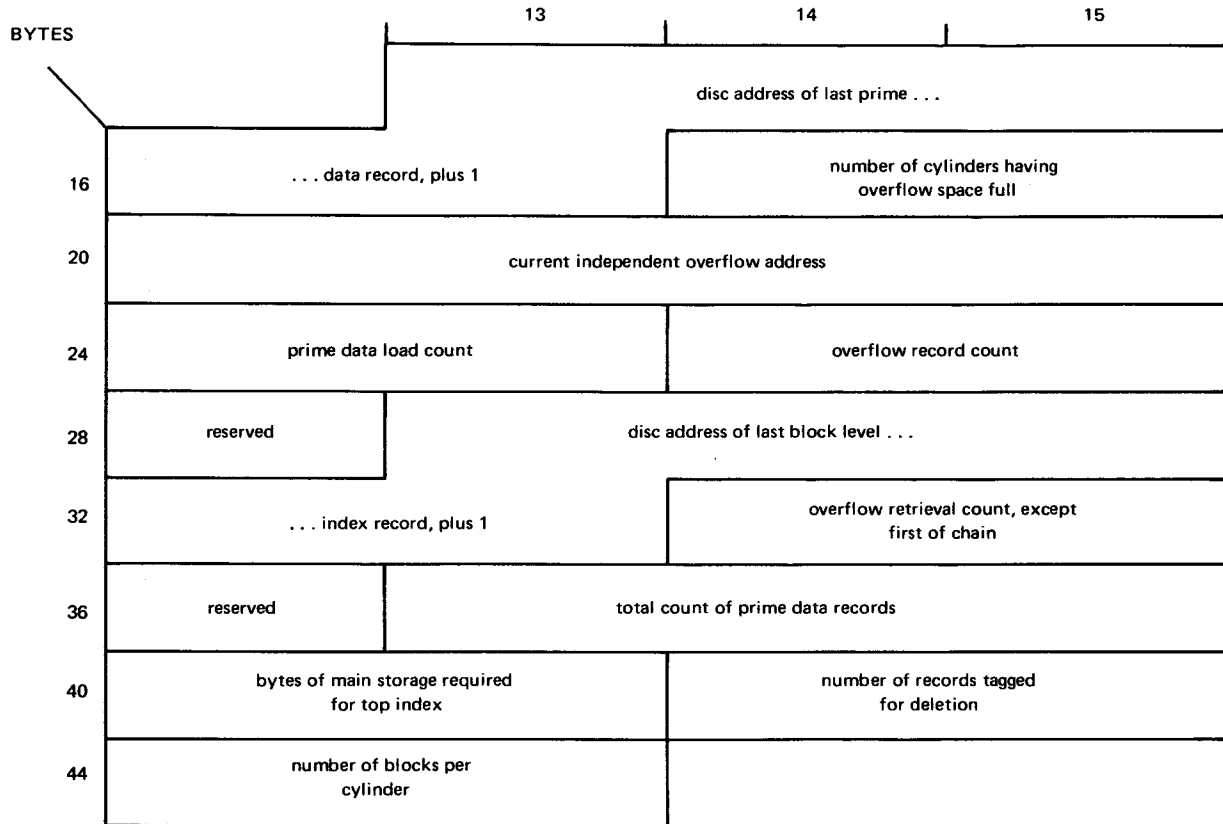 13 14 15
BYTES
disc address of last prime . . .
16 . . . data record, plus 1 number of cylinders having
overflow space full
20 current independent overflow address
24 prime data load count overflow record count
28 reserved disc address of last block level . . .
32 . . . index record, plus 1 overflow retrieval count, except
first of chain
36 reserved total count of prime data records
40 bytes of main storage required
for top index
number of records tagged
for deletion
44 number of blocks per
cylinder